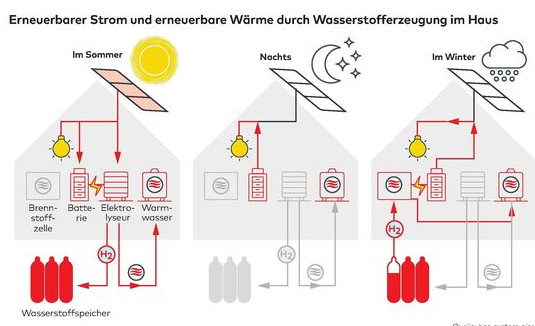 Erneuerbarer Strom und erneuerbare Wärme durch Wasserstofferzeugung im Haus
Im Sommer
Nachts
Im Winter
Brenn-
stoff-
zelle
Batte-
rie
Elektro-
lyseur
Warm-
wasser
H2
H2
H2
Wasserstoffspeicher